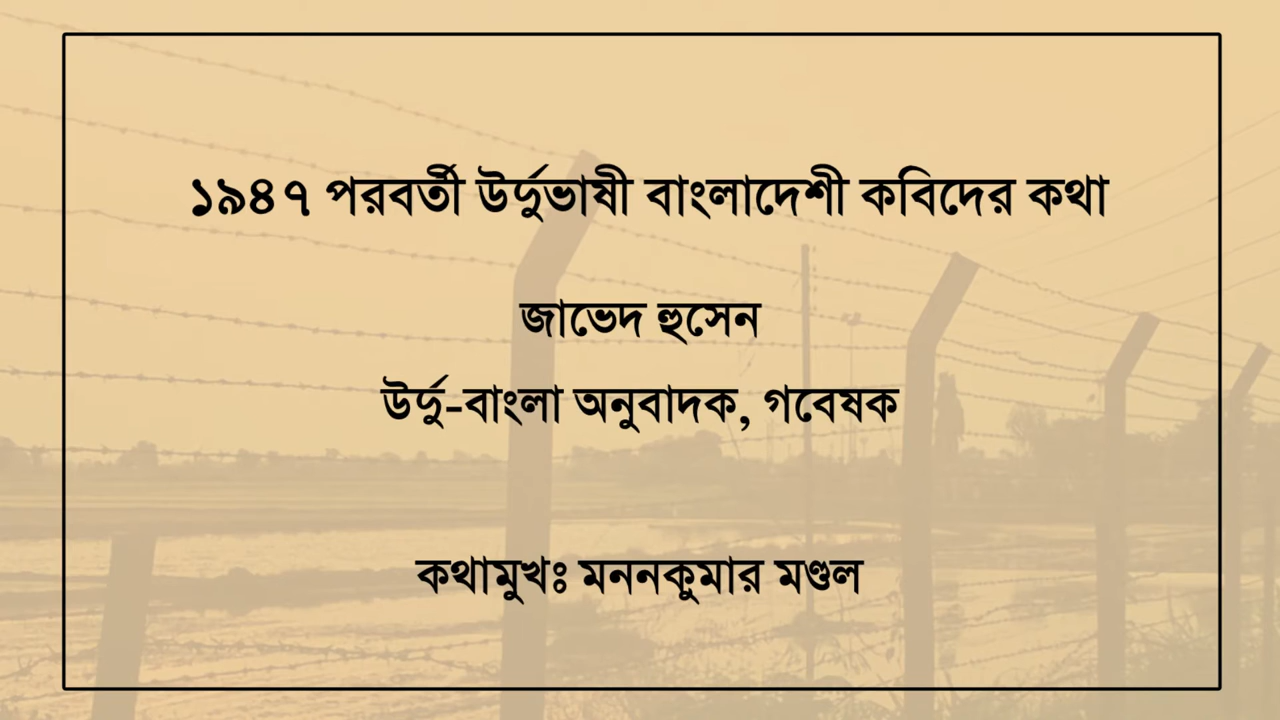 ১৯৪৭ পরবর্তী উর্দুভাষী বাংলাদেশী কবিদের কথা
জাভেদ হুসেন
উর্দু-বাংলা অনুবাদক, গবেষক
কথামুখঃ মননকুমার মণ্ডল